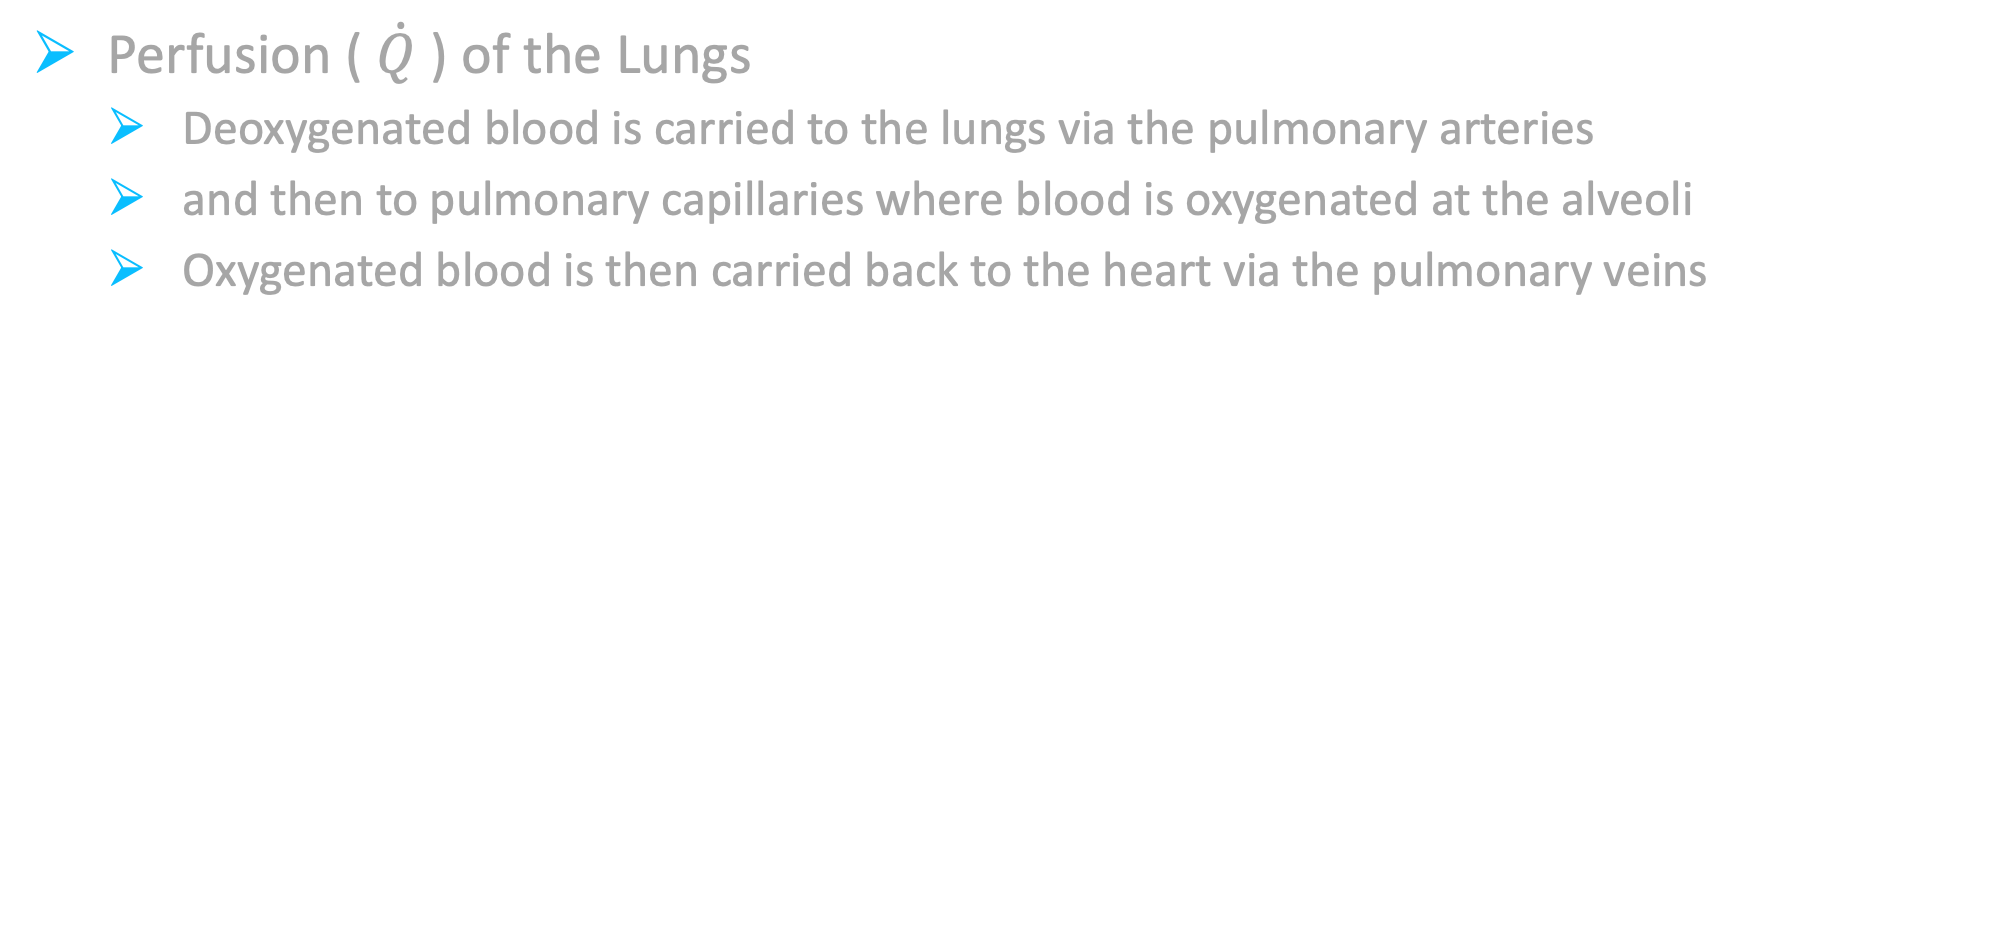 Perfusion ( Q̇ ) of the Lungs
Deoxygenated blood is carried to the lungs via the pulmonary arteries
and then to pulmonary capillaries where blood is oxygenated at the alveoli
Oxygenated blood is then carried back to the heart via the pulmonary veins